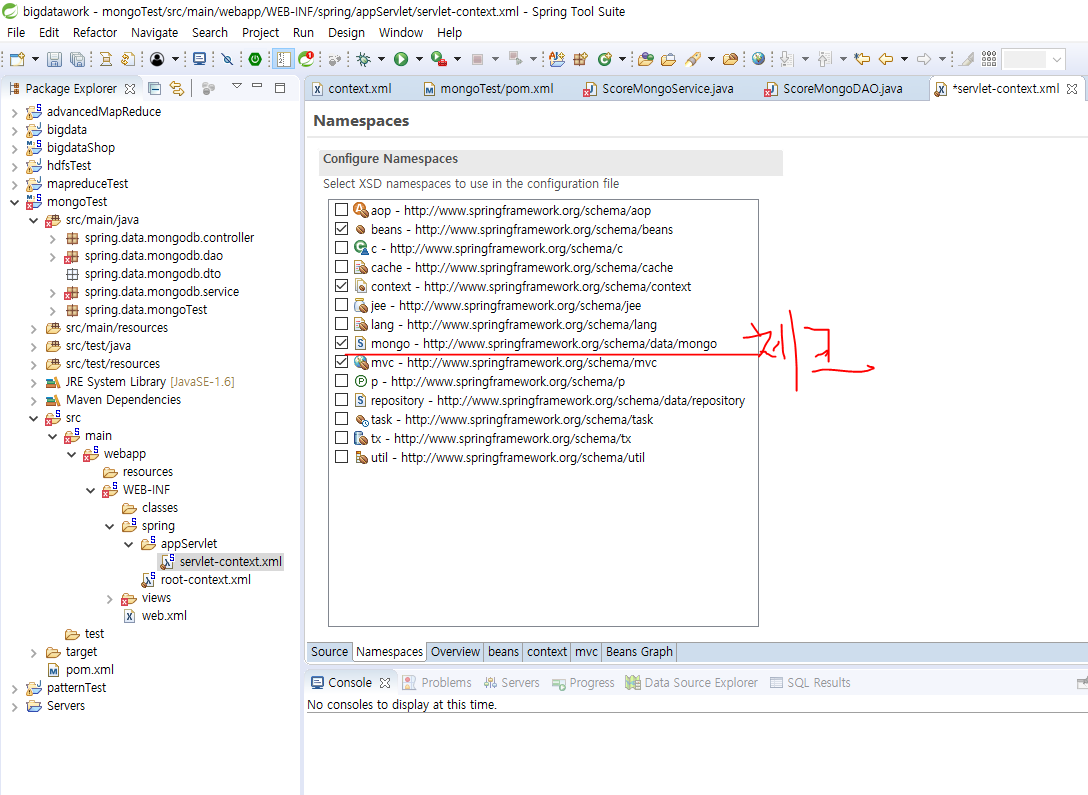 bigdatawork - mongoTest/src/main/webapp/WEB-INF/spring/appServlet/servlet-context.xml - Spring Tool Suite
File Edit Refactor Navigate Search Project Run Design Window Help
Package Explorer
context.xml mongoTest/pom.xml ScoreMongoService.java ScoreMongoDAO.java *servlet-context.xml
advancedMapReduce
bigdata
bigdataShop
hdfsTest
mapreduceTest
mongoTest
src/main/java
spring.data.mongodb.controller
spring.data.mongodb.dao
spring.data.mongodb.dto
spring.data.mongodb.service
spring.data.mongoTest
src/main/resources
src/test/java
src/test/resources
JRE System Library [JavaSE-1.6]
Maven Dependencies
src
main
webapp
resources
WEB-INF
classes
spring
appServlet
servlet-context.xml
root-context.xml
views
web.xml
test
target
pom.xml
patternTest
Servers
Namespaces
Configure Namespaces
Select XSD namespaces to use in the configuration file
aop - http://www.springframework.org/schema/aop
beans - http://www.springframework.org/schema/beans
c - http://www.springframework.org/schema/c
cache - http://www.springframework.org/schema/cache
context - http://www.springframework.org/schema/context
jee - http://www.springframework.org/schema/jee
lang - http://www.springframework.org/schema/lang
mongo - http://www.springframework.org/schema/data/mongo
mvc - http://www.springframework.org/schema/mvc
p - http://www.springframework.org/schema/p
repository - http://www.springframework.org/schema/data/repository
task - http://www.springframework.org/schema/task
tx - http://www.springframework.org/schema/tx
util - http://www.springframework.org/schema/util
Source Namespaces Overview beans context mvc Beans Graph
Console Problems Servers Progress Data Source Explorer SQL Results
No consoles to display at this time.